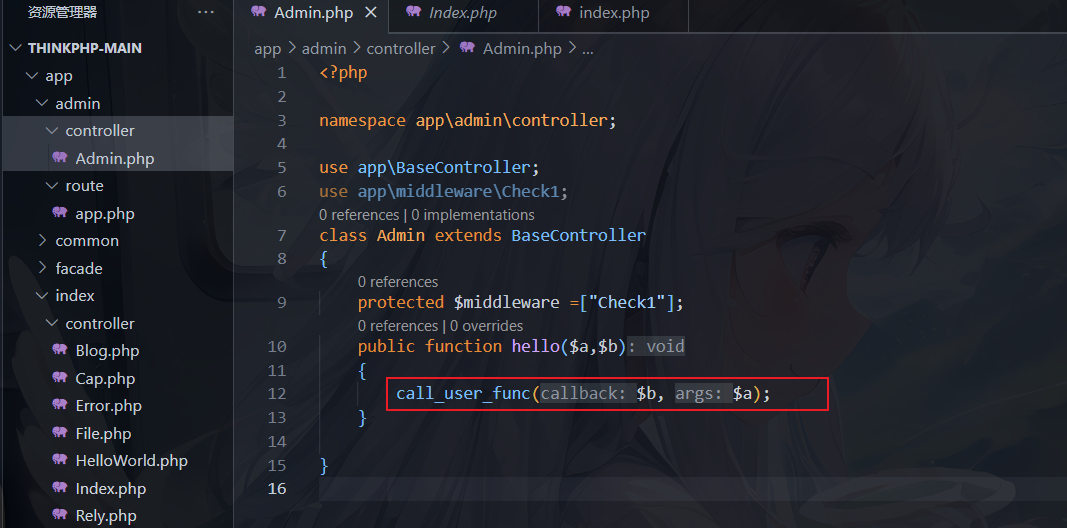 资源管理器
···
THINKPHP-MAIN
app
admin
controller
Admin.php
route
app.php
common
facade
index
controller
Blog.php
Cap.php
Error.php
File.php
HelloWorld.php
Index.php
Rely.php
Admin.php
Index.php
index.php
app > admin > controller > Admin.php > ...
1 <?php
2
3 namespace app\admin\controller;
4
5 use app\BaseController;
6 use app\middleware\Check1;
0 references | 0 implementations
7 class Admin extends BaseController
8 {
0 references
9 protected $middleware =["Check1"];
0 references | 0 overrides
10 public function hello($a,$b): void
11 {
12 call_user_func(callback: $b, args: $a);
13 }
14
15 }
16